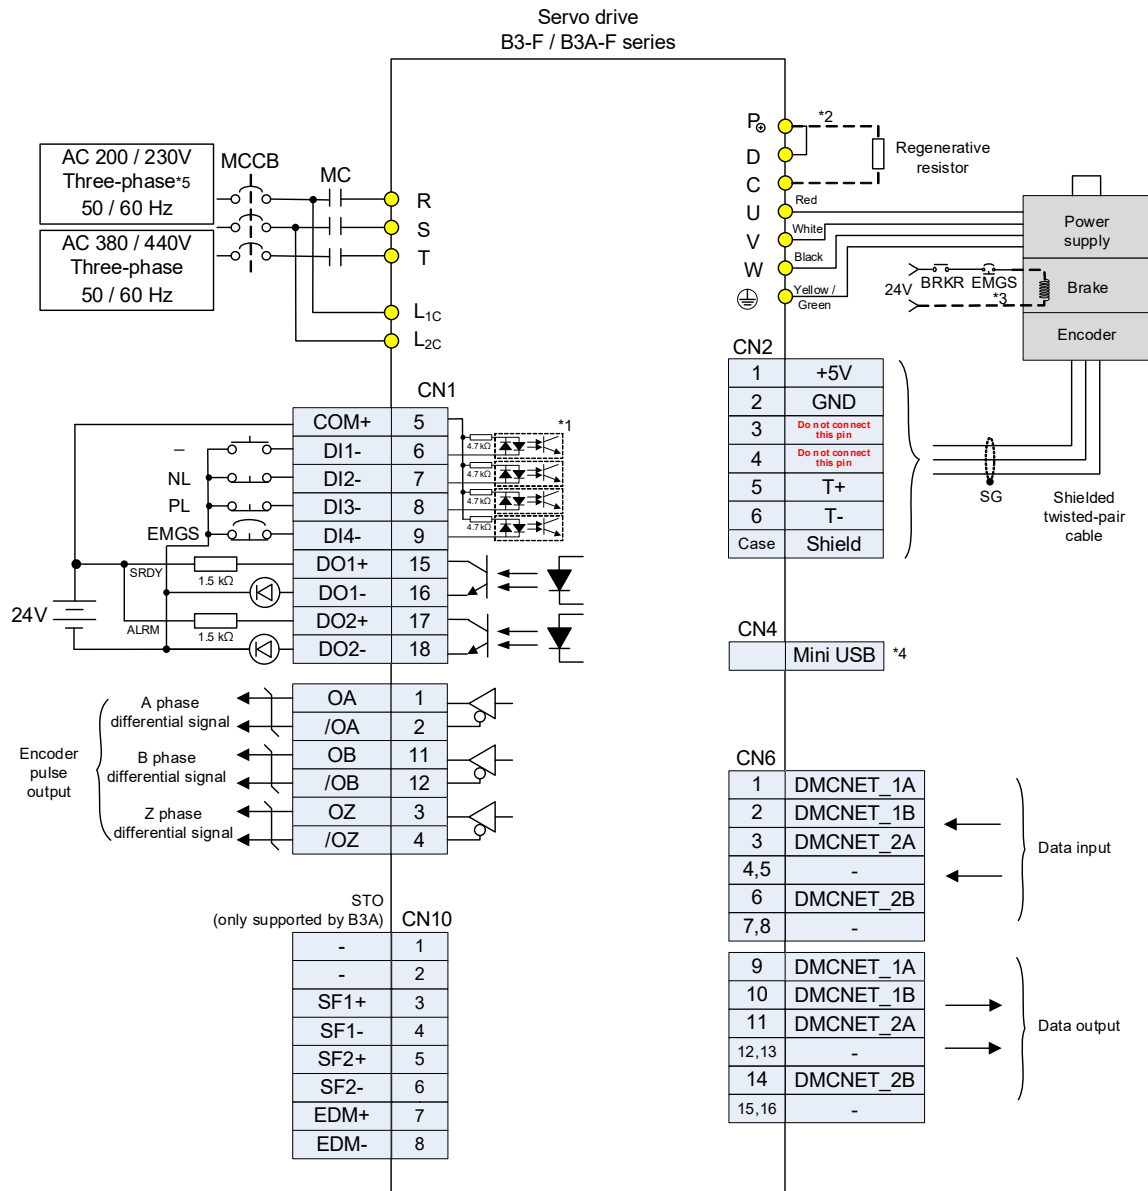 Servo drive
B3-F / B3A-F series
AC 200 / 230V
Three-phase*5
50 / 60 Hz
AC 380 / 440V
Three-phase
50 / 60 Hz
MCCB
MC
R
S
T
L1C
L2C
P⊕
D
C
U
V
W
*2
Regenerative
resistor
Red
White
Black
Yellow /
Green
24V
BRKR
EMGS
*3
Power
supply
Brake
Encoder
CN1
COM+ 5
– DI1- 6
NL DI2- 7
PL DI3- 8
EMGS DI4- 9
SRDY 1.5 kΩ DO1+ 15
DO1- 16
ALRM 1.5 kΩ DO2+ 17
DO2- 18
24V
*1
4.7 kΩ
4.7 kΩ
4.7 kΩ
4.7 kΩ
Encoder
pulse
output
A phase
differential signal
B phase
differential signal
Z phase
differential signal
OA 1
/OA 2
OB 11
/OB 12
OZ 3
/OZ 4
STO
(only supported by B3A)
CN10
- 1
- 2
SF1+ 3
SF1- 4
SF2+ 5
SF2- 6
EDM+ 7
EDM- 8
CN2
1 +5V
2 GND
3 Do not connect
this pin
4 Do not connect
this pin
5 T+
6 T-
Case Shield
SG
Shielded
twisted-pair
cable
CN4
Mini USB *4
CN6
1 DMCNET_1A
2 DMCNET_1B
3 DMCNET_2A
4,5 -
6 DMCNET_2B
7,8 -
Data input
9 DMCNET_1A
10 DMCNET_1B
11 DMCNET_2A
12,13 -
14 DMCNET_2B
15,16 -
Data output